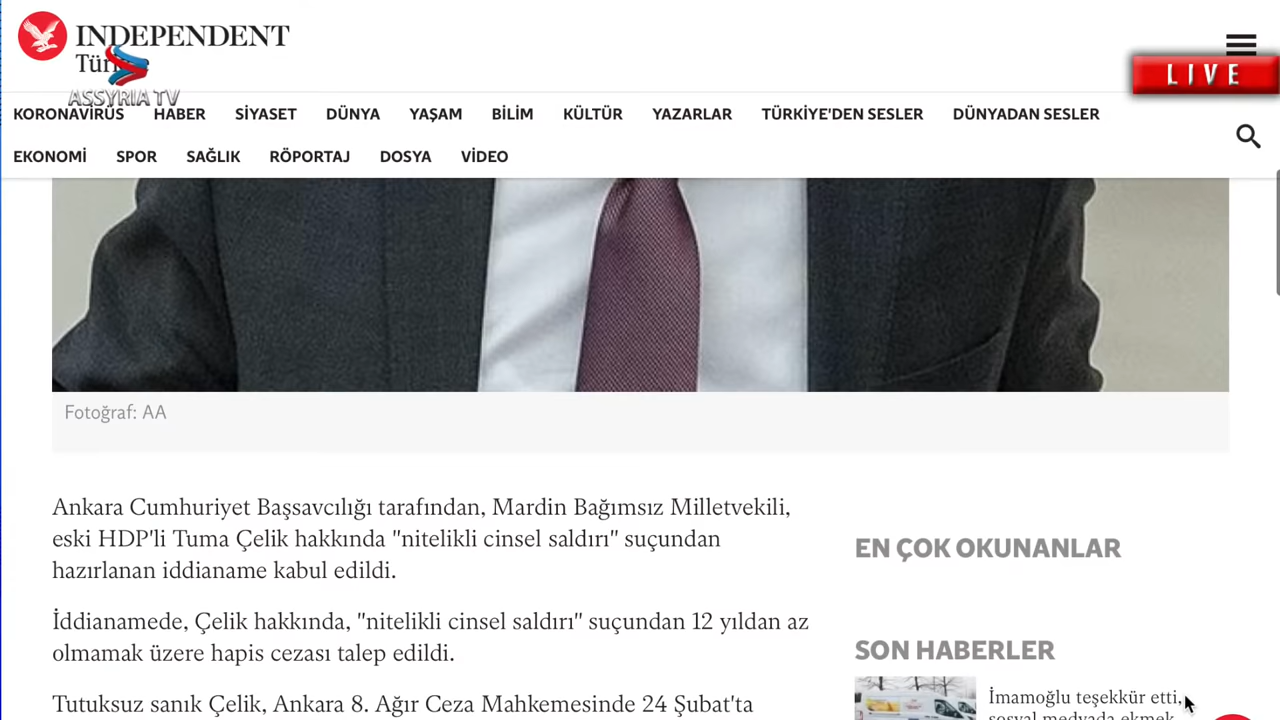 INDEPENDENT
Türkçe
ASSYRIA TV
LIVE
KORONAVİRÜS HABER SİYASET DÜNYA YAŞAM BİLİM KÜLTÜR YAZARLAR TÜRKİYE'DEN SESLER DÜNYADAN SESLER
EKONOMİ SPOR SAĞLIK RÖPORTAJ DOSYA VİDEO
Fotoğraf: AA
Ankara Cumhuriyet Başsavcılığı tarafından, Mardin Bağımsız Milletvekili,
eski HDP'li Tuma Çelik hakkında "nitelikli cinsel saldırı" suçundan
hazırlanan iddianame kabul edildi.
İddianamede, Çelik hakkında, "nitelikli cinsel saldırı" suçundan 12 yıldan az
olmamak üzere hapis cezası talep edildi.
Tutuksuz sanık Çelik, Ankara 8. Ağır Ceza Mahkemesinde 24 Şubat'ta
EN ÇOK OKUNANLAR
SON HABERLER
İmamoğlu teşekkür etti,
sosyal medyada ekmek